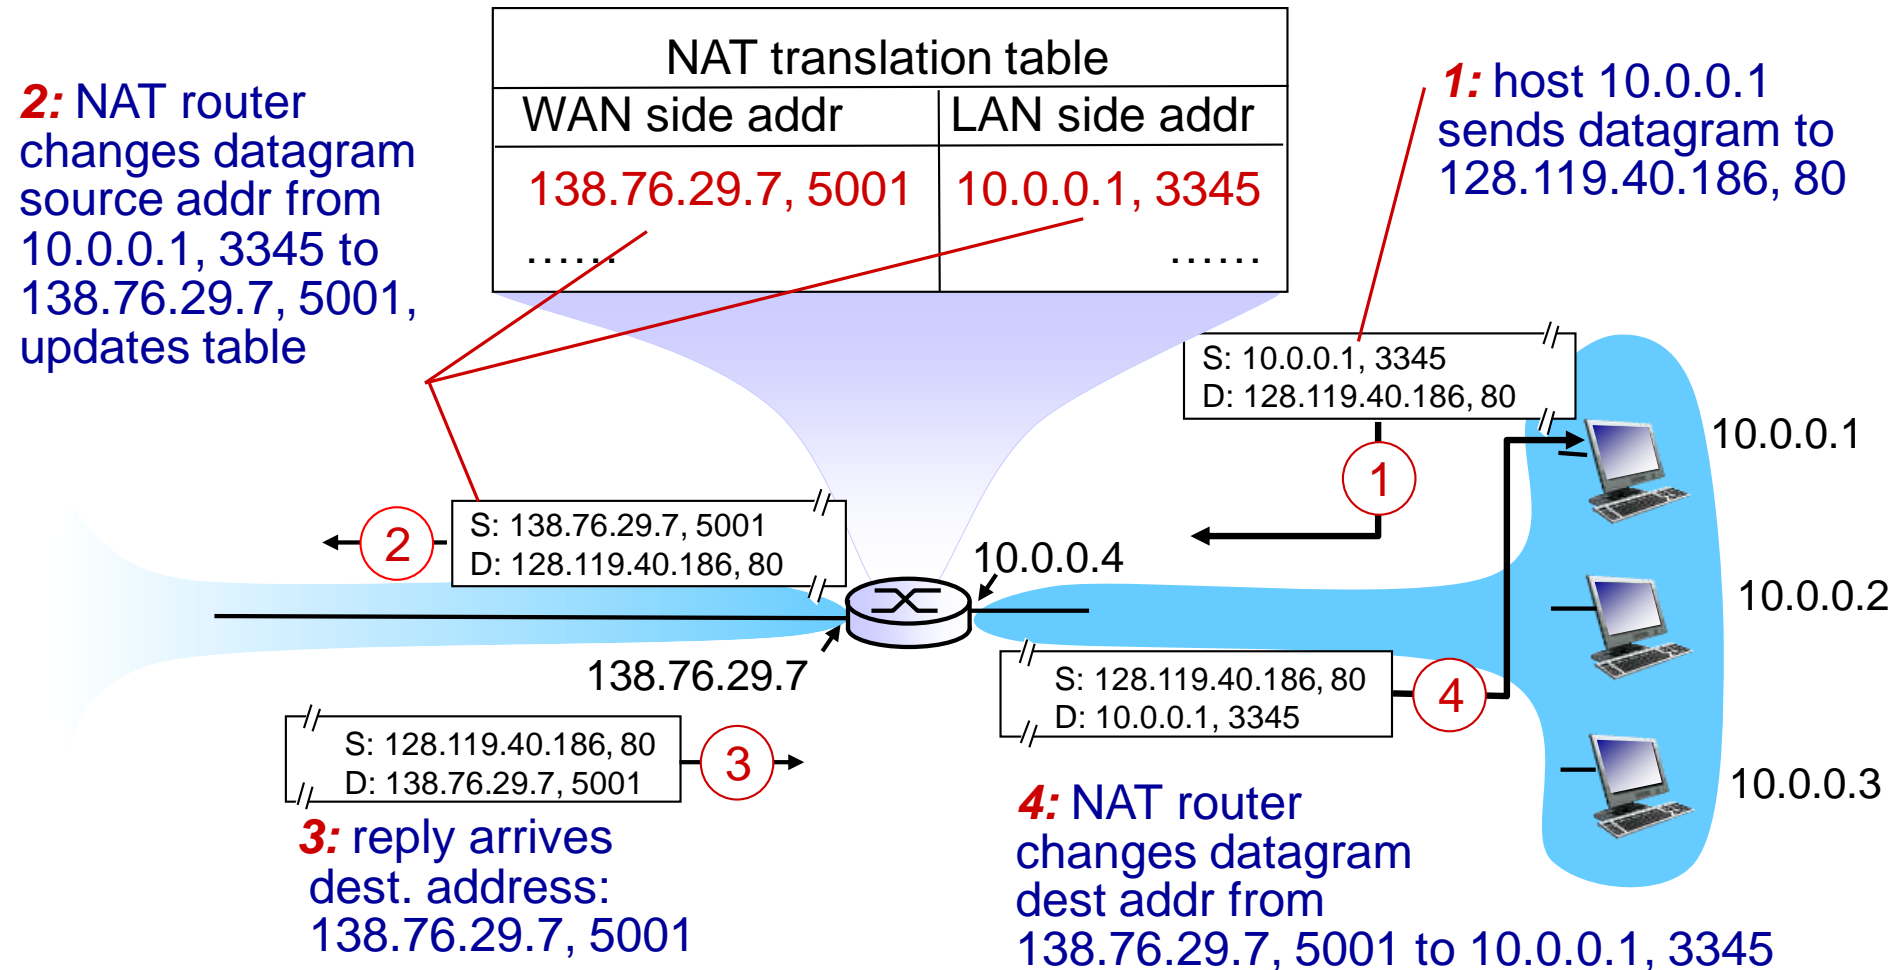 NAT translation table
WAN side addr LAN side addr
138.76.29.7, 5001 10.0.0.1, 3345
...... ......
2: NAT router
changes datagram
source addr from
10.0.0.1, 3345 to
138.76.29.7, 5001,
updates table
1: host 10.0.0.1
sends datagram to
128.119.40.186, 80
S: 10.0.0.1, 3345
D: 128.119.40.186, 80
1
10.0.0.1
S: 138.76.29.7, 5001
D: 128.119.40.186, 80
2
10.0.0.4
10.0.0.2
138.76.29.7
S: 128.119.40.186, 80
D: 10.0.0.1, 3345
4
S: 128.119.40.186, 80
D: 138.76.29.7, 5001
3
10.0.0.3
3: reply arrives
dest. address:
138.76.29.7, 5001
4: NAT router
changes datagram
dest addr from
138.76.29.7, 5001 to 10.0.0.1, 3345